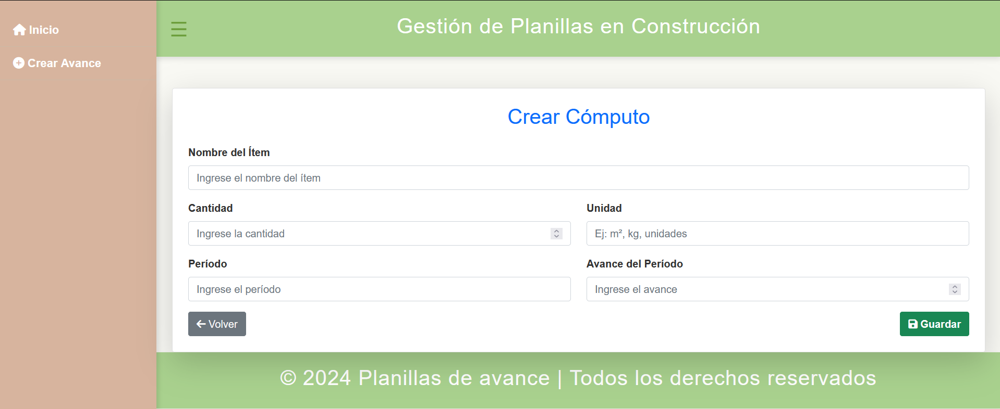 Inicio
Crear Avance
☰
Gestión de Planillas en Construcción
Crear Cómputo
Nombre del Ítem
Ingrese el nombre del ítem
Cantidad
Unidad
Ingrese la cantidad
Ej: m², kg, unidades
Período
Avance del Período
Ingrese el período
Ingrese el avance
Volver
Guardar
© 2024 Planillas de avance | Todos los derechos reservados